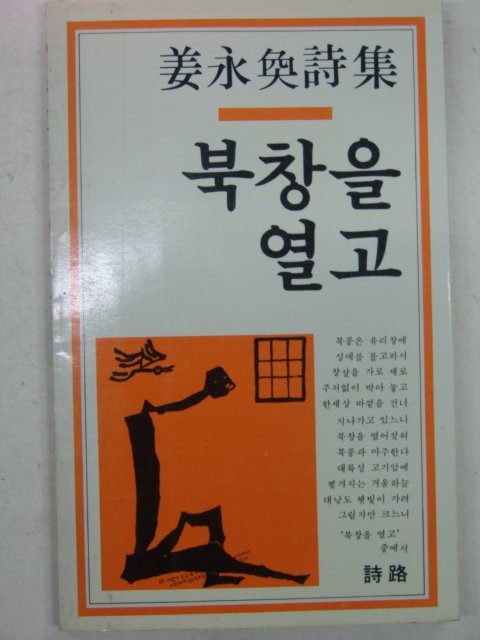 姜永奐詩集
북창을
열고
북풍은 유리창에
성에를 몰고와서
창살을 가로 세로
주저없이 박아 놓고
한세상 바깥을 건너
지나가고 있느니
북창을 열어젖혀
북풍과 마주한다
대륙성 고기압에
찢겨지는 겨울하늘
대낮도 햇빛이 가려
그림자만 크느니
'북창을 열고'
중에서
詩路